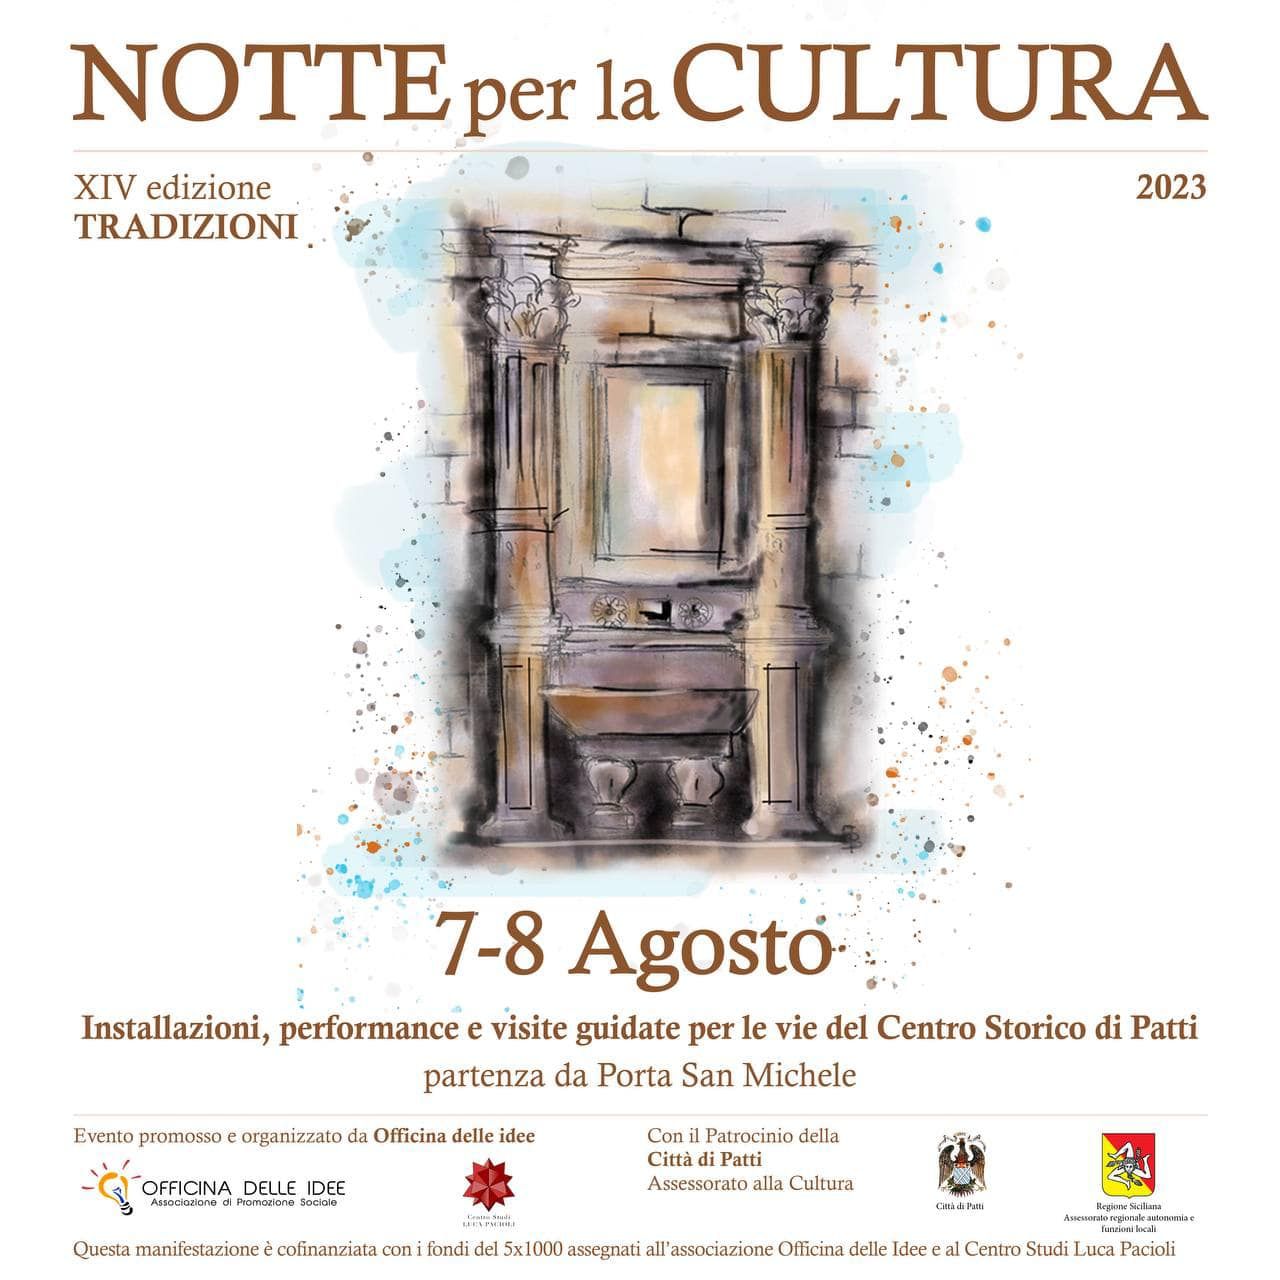 NOTTE per la CULTURA
XIV edizione
TRADIZIONI
2023
7-8 Agosto
Installazioni, performance e visite guidate per le vie del Centro Storico di Patti
partenza da Porta San Michele
Evento promosso e organizzato da Officina delle idee
OFFICINA DELLE IDEE
Associazione di Promozione Sociale
Centro Studi
LUCA PACIOLI
Con il Patrocinio della
Città di Patti
Assessorato alla Cultura
Città di Patti
Regione Siciliana
Assessorato regionale autonomia e
funzioni locali
Questa manifestazione è cofinanziata con i fondi del 5x1000 assegnati all'associazione Officina delle Idee e al Centro Studi Luca Pacioli